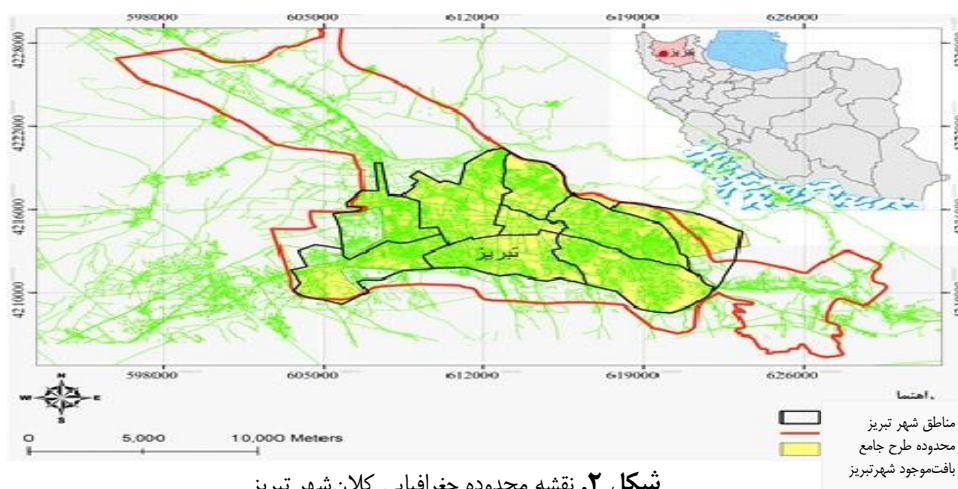 598000 605000 612000 619000 626000
4228000
4222000
4216000
4210000
تبریز
تبریز
598000 605000 612000 619000 626000
N
W E
S
0 5,000 10,000 Meters
راهنما
مناطق شهر تبریز
محدوده طرح جامع
بافت‌موجود شهرتبریز
شکل ۲. نقشه محدوده جغرافیایی کلان شهر تبریز